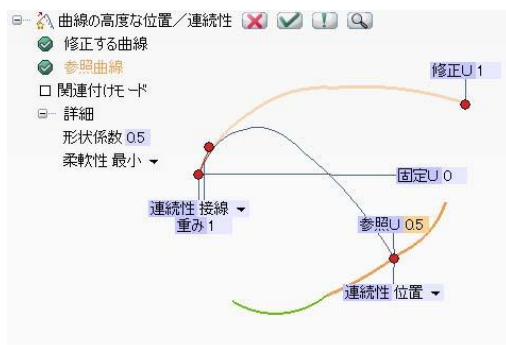 曲線の高度な位置／連続性
修正する曲線
参照曲線
関連付けモード
詳細
形状係数 0.5
柔軟性 最小
修正U 1
固定U 0
連続性 接線
重み 1
参照U 0.5
連続性 位置